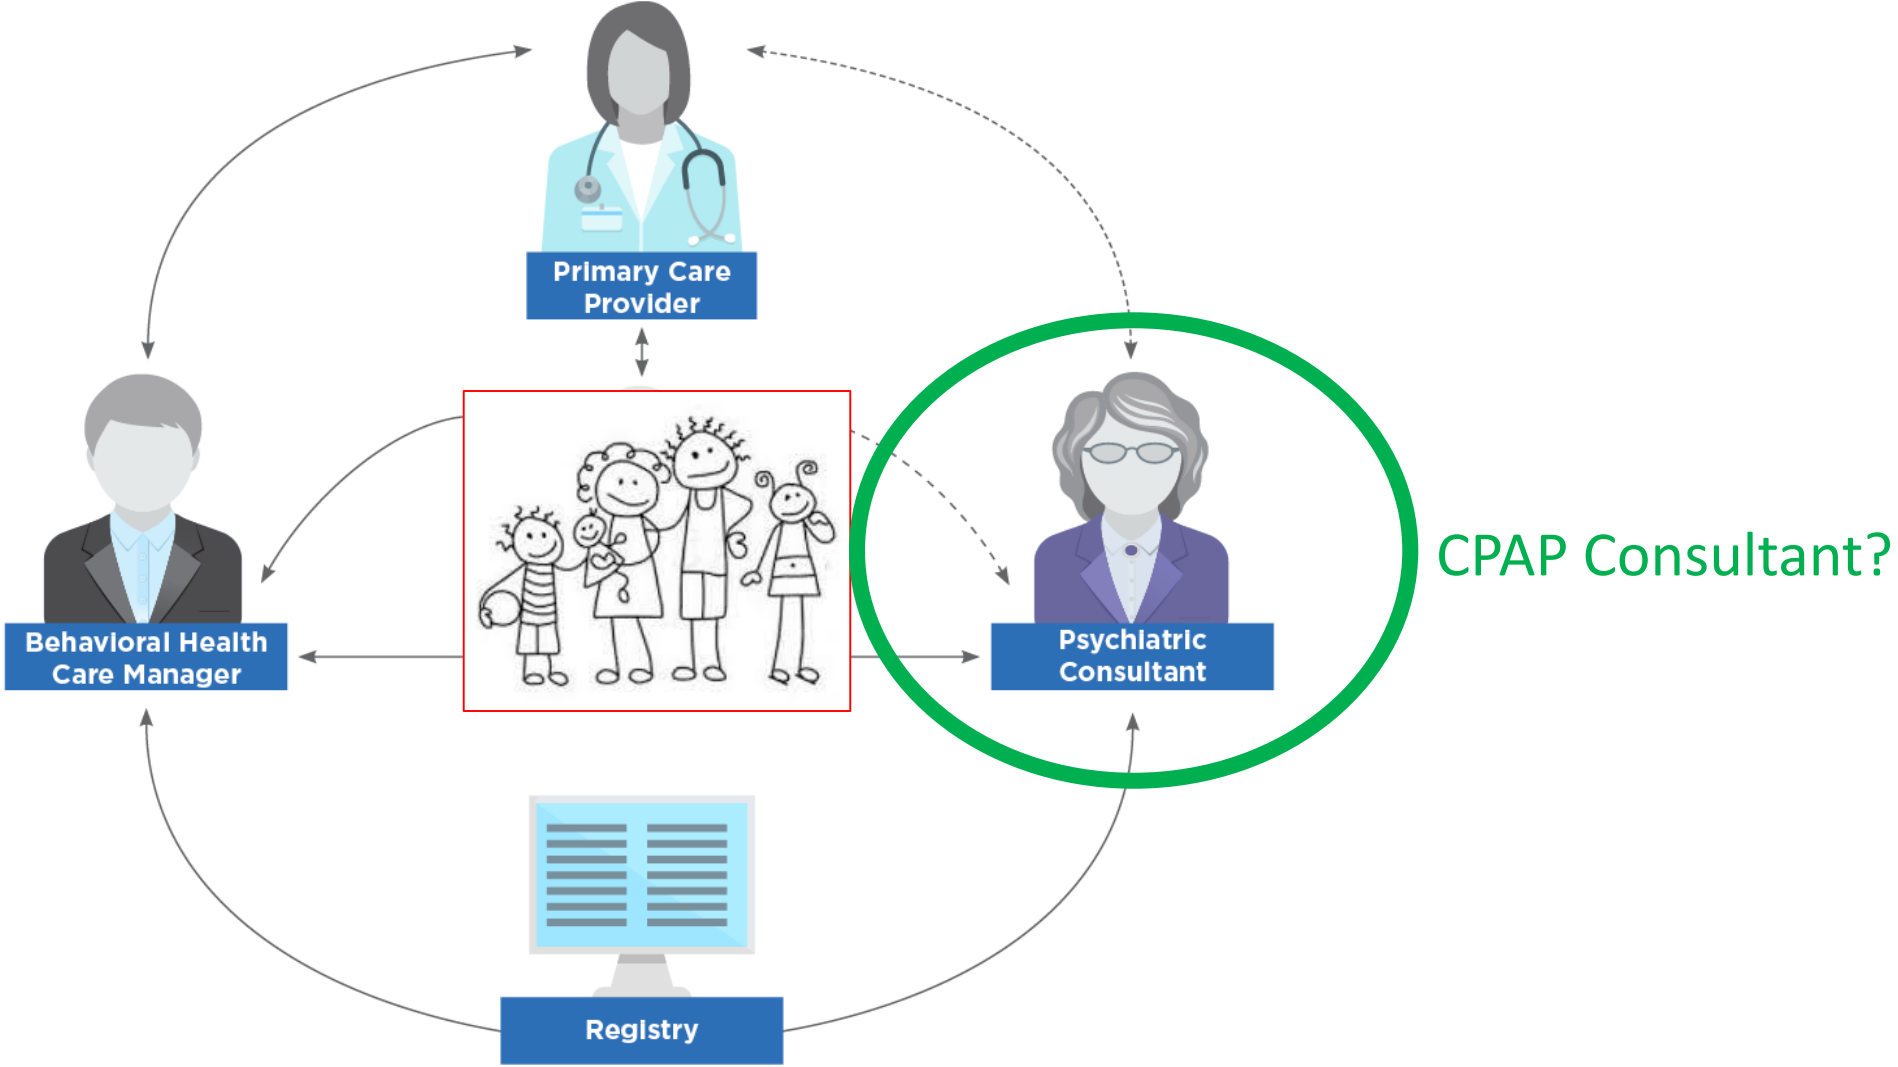 Primary Care
Provider
Behavioral Health
Care Manager
Psychiatric
Consultant
CPAP Consultant?
Registry